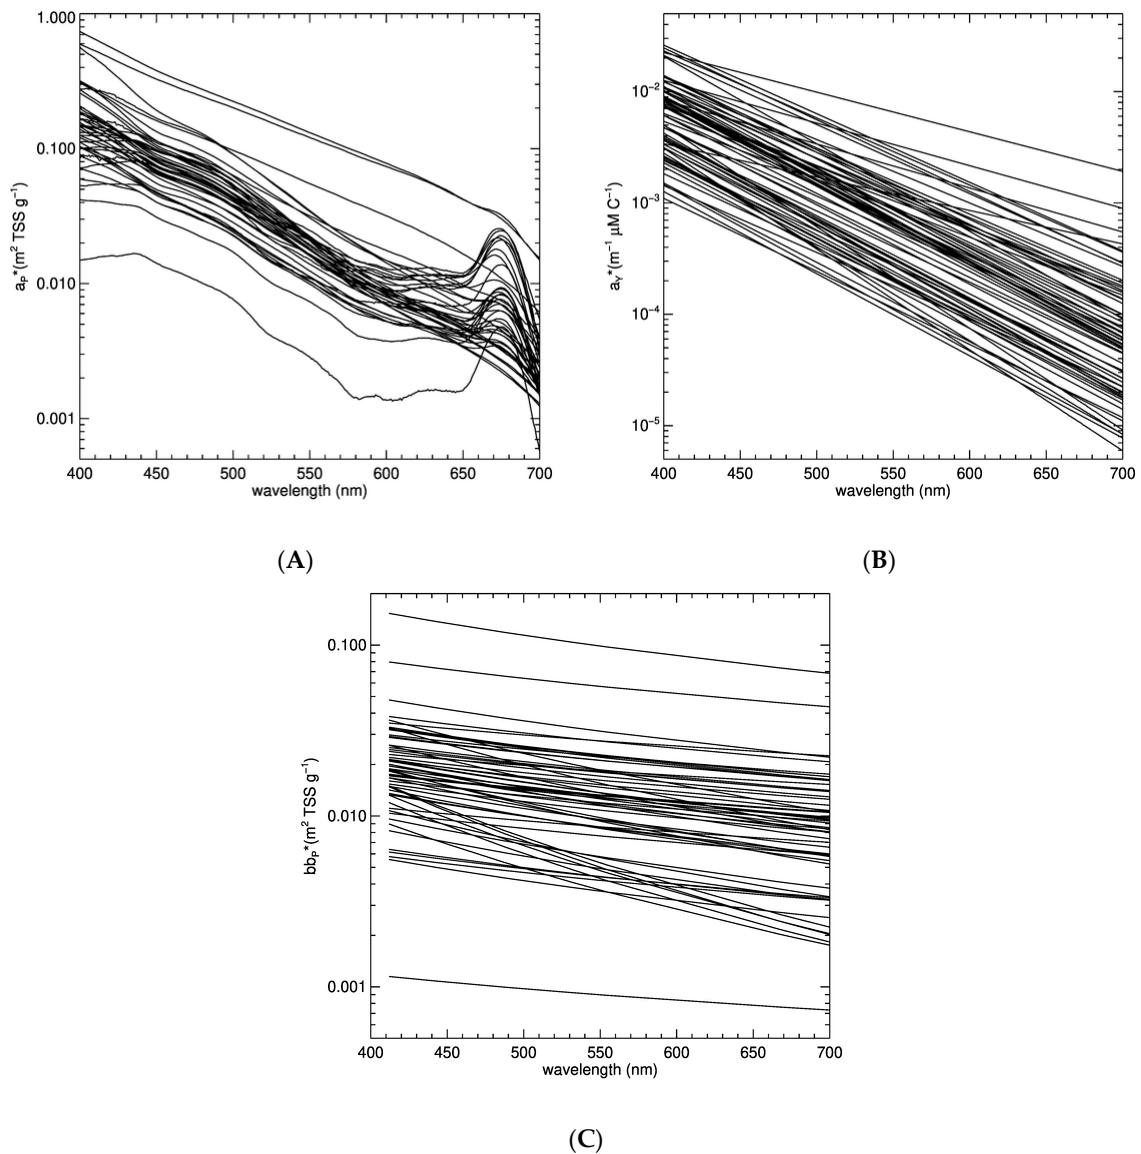 1.000
0.100
0.010
0.001
aP*(m² TSS g⁻¹)
400 450 500 550 600 650 700
wavelength (nm)
(A)
10⁻²
10⁻³
10⁻⁴
10⁻⁵
aY*(m⁻¹ μM C⁻¹)
400 450 500 550 600 650 700
wavelength (nm)
(B)
0.100
0.010
0.001
bbP*(m² TSS g⁻¹)
400 450 500 550 600 650 700
wavelength (nm)
(C)